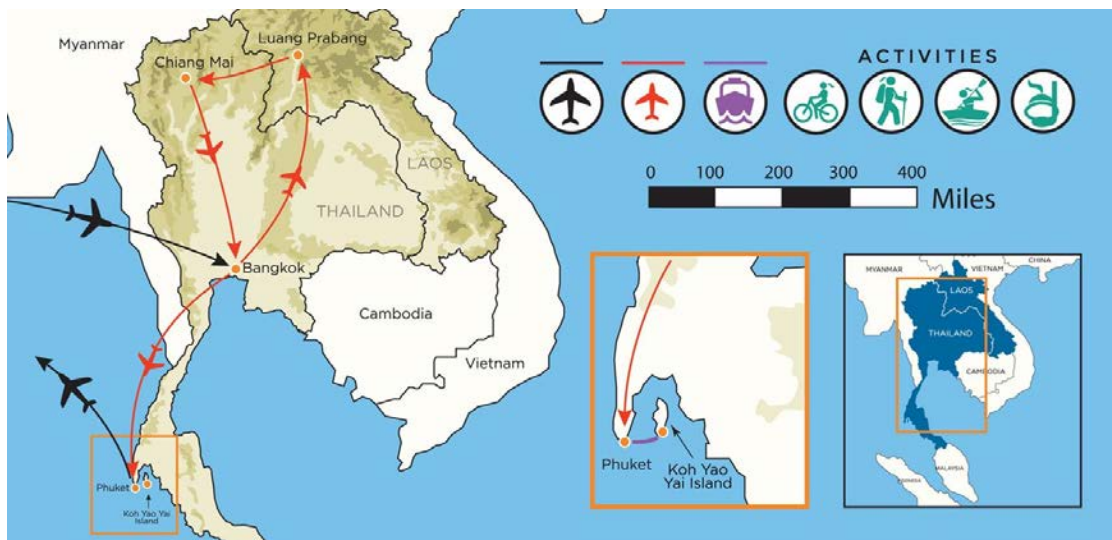 Myanmar
Luang Prabang
Chiang Mai
LAOS
THAILAND
Bangkok
Cambodia
Vietnam
Phuket
Koh Yao Yai
Island
ACTIVITIES
0 100 200 300 400
Miles
Phuket
Koh Yao
Yai Island
CHINA
MYANMAR
VIETNAM
LAOS
THAILAND
CAMBODIA
MALAYSIA